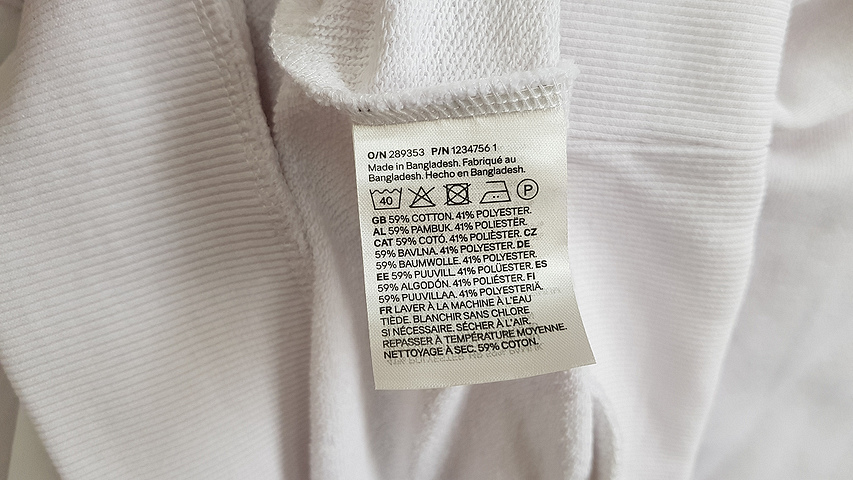 O/N 289353 P/N 1234756 1
Made in Bangladesh. Fabriqué au
Bangladesh. Hecho en Bangladesh.
40 P
GB 59% COTTON. 41% POLYESTER.
AL 59% PAMBUK. 41% POLIESTËR.
CAT 59% COTÓ. 41% POLIÈSTER. CZ
59% BAVLNA. 41% POLYESTER. DE
59% BAUMWOLLE. 41% POLYESTER.
EE 59% PUUVILL. 41% POLÜESTER. ES
59% ALGODÓN. 41% POLIÉSTER. FI
59% PUUVILLAA. 41% POLYESTERIÄ.
FR LAVER À LA MACHINE À L'EAU
TIÈDE. BLANCHIR SANS CHLORE
SI NÉCESSAIRE. SÉCHER À L'AIR.
REPASSER À TEMPÉRATURE MOYENNE.
NETTOYAGE À SEC. 59% COTON.